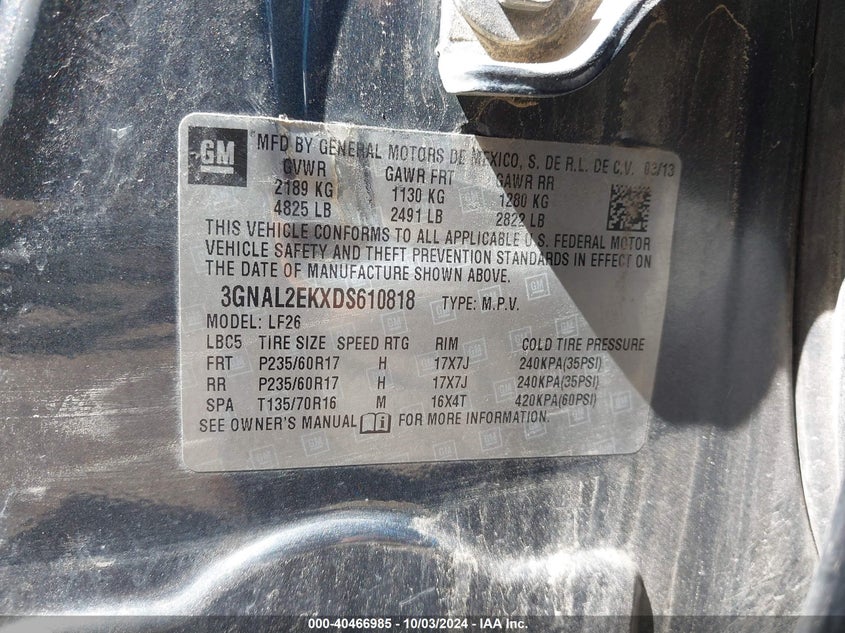 GM ® MFD BY GENERAL MOTORS DE MEXICO, S. DE R.L. DE C.V. 03/13
GVWR GAWR FRT GAWR RR
2189 KG 1130 KG 1280 KG
4825 LB 2491 LB 2822 LB
THIS VEHICLE CONFORMS TO ALL APPLICABLE U.S. FEDERAL MOTOR
VEHICLE SAFETY AND THEFT PREVENTION STANDARDS IN EFFECT ON
THE DATE OF MANUFACTURE SHOWN ABOVE.
3GNAL2EKXDS610818 TYPE: M.P.V.
MODEL: LF26
LBC5 TIRE SIZE SPEED RTG RIM COLD TIRE PRESSURE
FRT P235/60R17 H 17X7J 240KPA(35PSI)
RR P235/60R17 H 17X7J 240KPA(35PSI)
SPA T135/70R16 M 16X4T 420KPA(60PSI)
SEE OWNER'S MANUAL i FOR MORE INFORMATION.
000-40466985 - 10/03/2024 - IAA Inc.